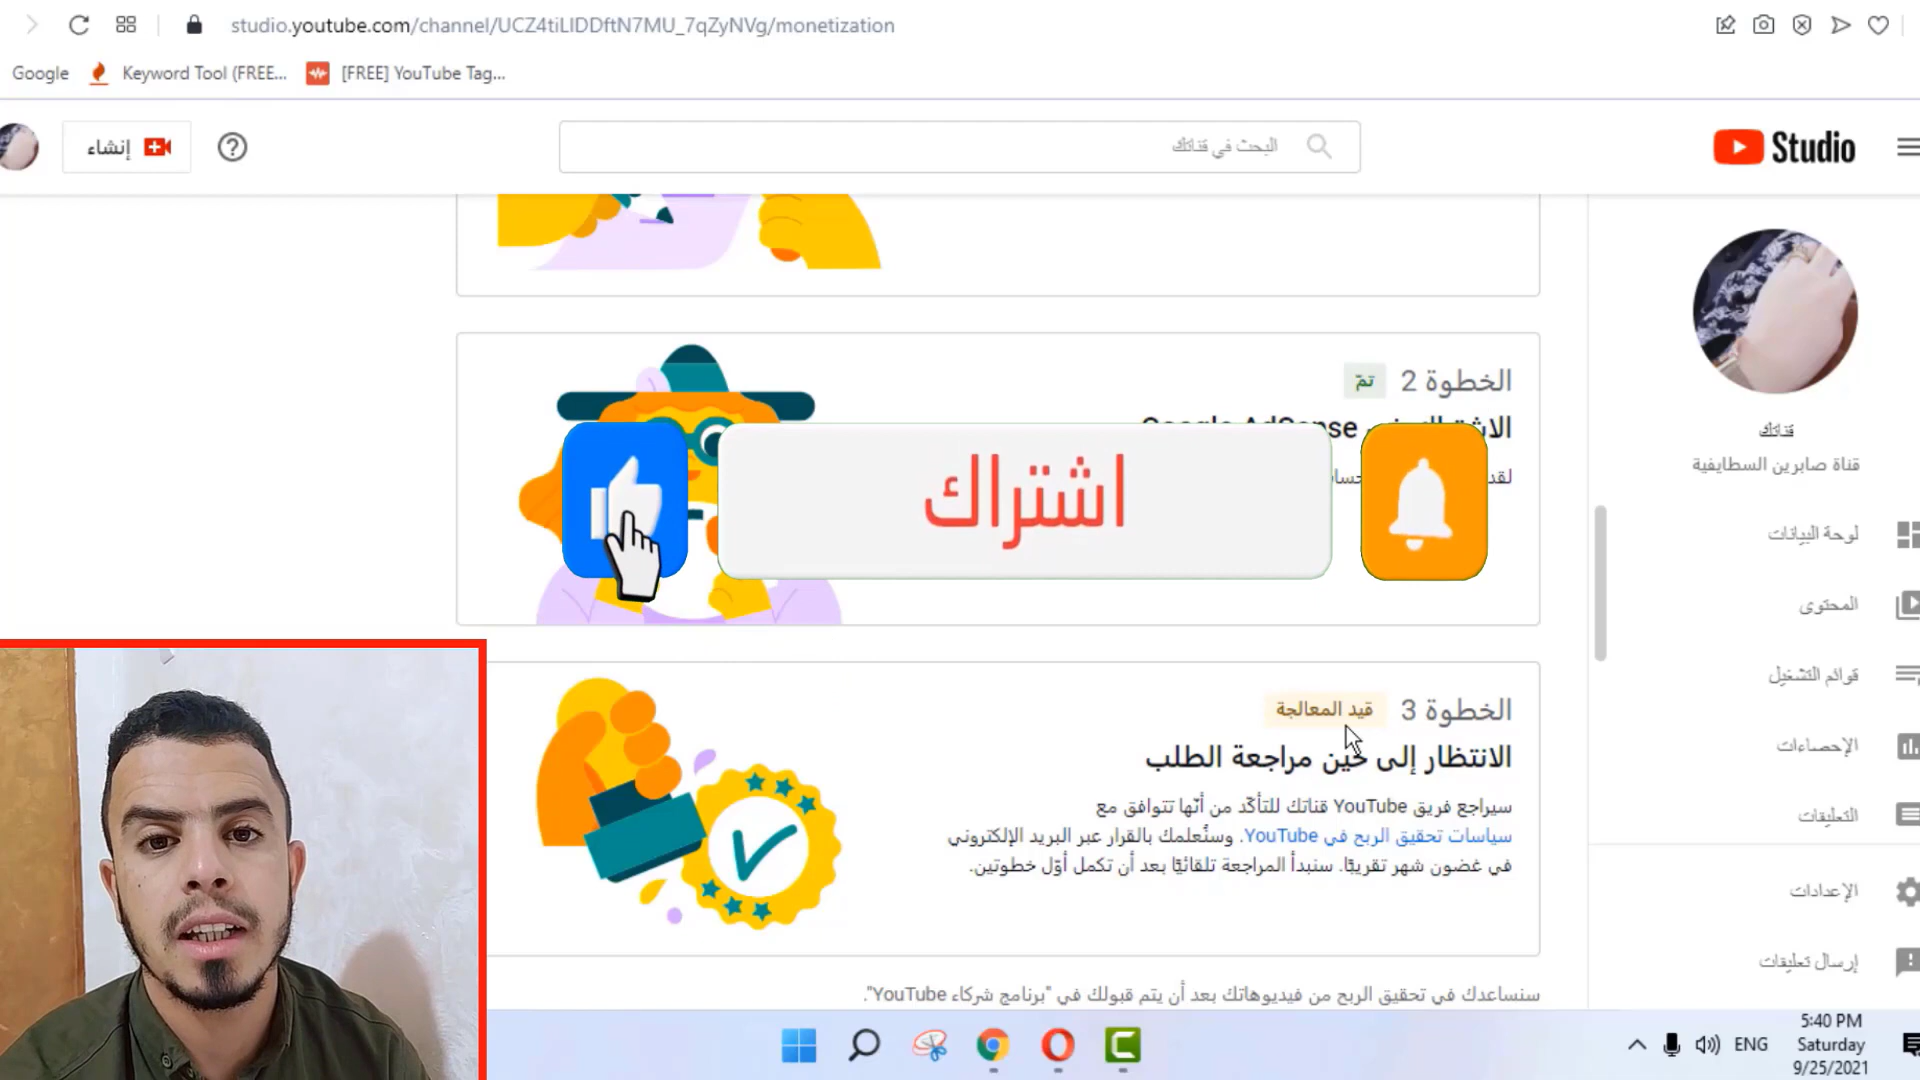 studio.youtube.com/channel/UCZ4tiLlDDftN7MU_7qZyNVg/monetization
Google
Keyword Tool (FREE...
[FREE] YouTube Tag...
إنشاء
البحث في قناتك
Studio
الخطوة 2
تمّ
اشتراك
قناتك
قناة صابرين السطايفية
لوحة البيانات
المحتوى
قوائم التشغيل
الإحصاءات
التعليقات
الإعدادات
إرسال تعليقات
الخطوة 3
قيد المعالجة
الانتظار إلى حين مراجعة الطلب
سيراجع فريق YouTube قناتك للتأكّد من أنّها تتوافق مع
سياسات تحقيق الربح في YouTube. وسنُعلمك بالقرار عبر البريد الإلكتروني
في غضون شهر تقريبًا. سنبدأ المراجعة تلقائيًا بعد أن تكمل أوّل خطوتين.
سنساعدك في تحقيق الربح من فيديوهاتك بعد أن يتم قبولك في "برنامج شركاء YouTube".
ENG
5:40 PM
Saturday
9/25/2021